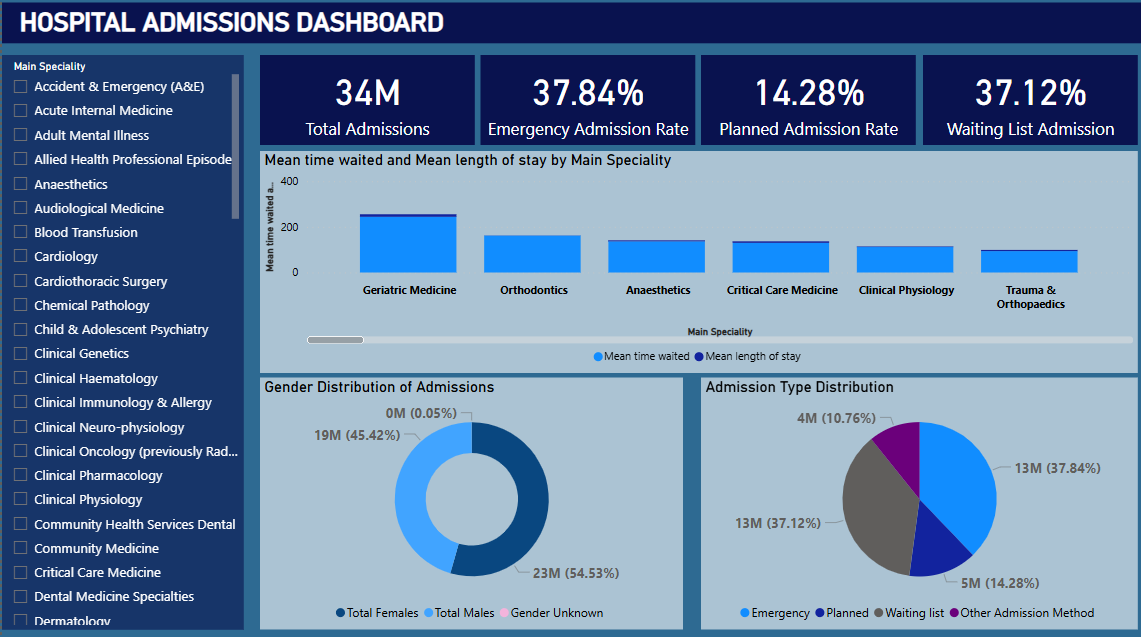 HOSPITAL ADMISSIONS DASHBOARD
Main Speciality
Accident & Emergency (A&E)
Acute Internal Medicine
Adult Mental Illness
Allied Health Professional Episode
Anaesthetics
Audiological Medicine
Blood Transfusion
Cardiology
Cardiothoracic Surgery
Chemical Pathology
Child & Adolescent Psychiatry
Clinical Genetics
Clinical Haematology
Clinical Immunology & Allergy
Clinical Neuro-physiology
Clinical Oncology (previously Rad...
Clinical Pharmacology
Clinical Physiology
Community Health Services Dental
Community Medicine
Critical Care Medicine
Dental Medicine Specialties
Dermatology
34M
Total Admissions
37.84%
Emergency Admission Rate
14.28%
Planned Admission Rate
37.12%
Waiting List Admission
Mean time waited and Mean length of stay by Main Speciality
Mean time waited a...
400
200
0
Geriatric Medicine
Orthodontics
Anaesthetics
Critical Care Medicine
Clinical Physiology
Trauma &
Orthopaedics
Main Speciality
Mean time waited
Mean length of stay
Gender Distribution of Admissions
0M (0.05%)
19M (45.42%)
23M (54.53%)
Total Females
Total Males
Gender Unknown
Admission Type Distribution
4M (10.76%)
13M (37.84%)
13M (37.12%)
5M (14.28%)
Emergency
Planned
Waiting list
Other Admission Method